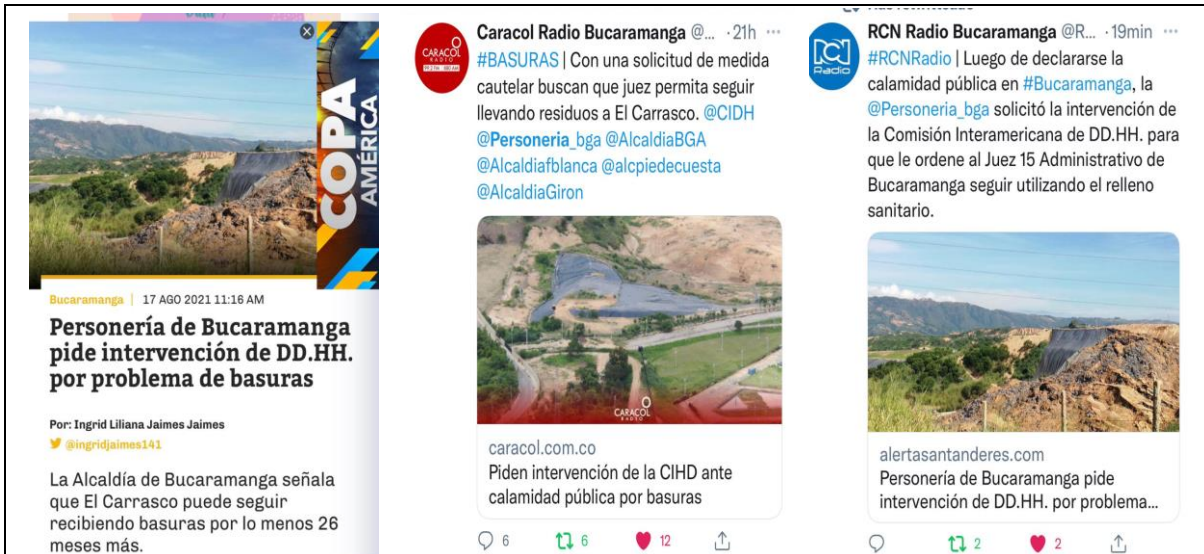 COPA
AMÉRICA
Bucaramanga | 17 AGO 2021 11:16 AM
Personería de Bucaramanga
pide intervención de DD.HH.
por problema de basuras
Por: Ingrid Liliana Jaimes Jaimes
@ingridjaimes141
La Alcaldía de Bucaramanga señala
que El Carrasco puede seguir
recibiendo basuras por lo menos 26
meses más.
CARACOL
RADIO
Caracol Radio Bucaramanga @... · 21h ···
#BASURAS | Con una solicitud de medida
cautelar buscan que juez permita seguir
llevando residuos a El Carrasco. @CIDH
@Personeria_bga @AlcaldiaBGA
@Alcaldiafblanca @alcpiedecuesta
@AlcaldiaGiron
CARACOL
RADIO
caracol.com.co
Piden intervención de la CIHD ante
calamidad pública por basuras
6 6 12
RCN
Radio
RCN Radio Bucaramanga @R... · 19min ···
#RCNRadio | Luego de declararse la
calamidad pública en #Bucaramanga, la
@Personeria_bga solicitó la intervención de
la Comisión Interamericana de DD.HH. para
que le ordene al Juez 15 Administrativo de
Bucaramanga seguir utilizando el relleno
sanitario.
alertasantanderes.com
Personería de Bucaramanga pide
intervención de DD.HH. por problema...
2 2